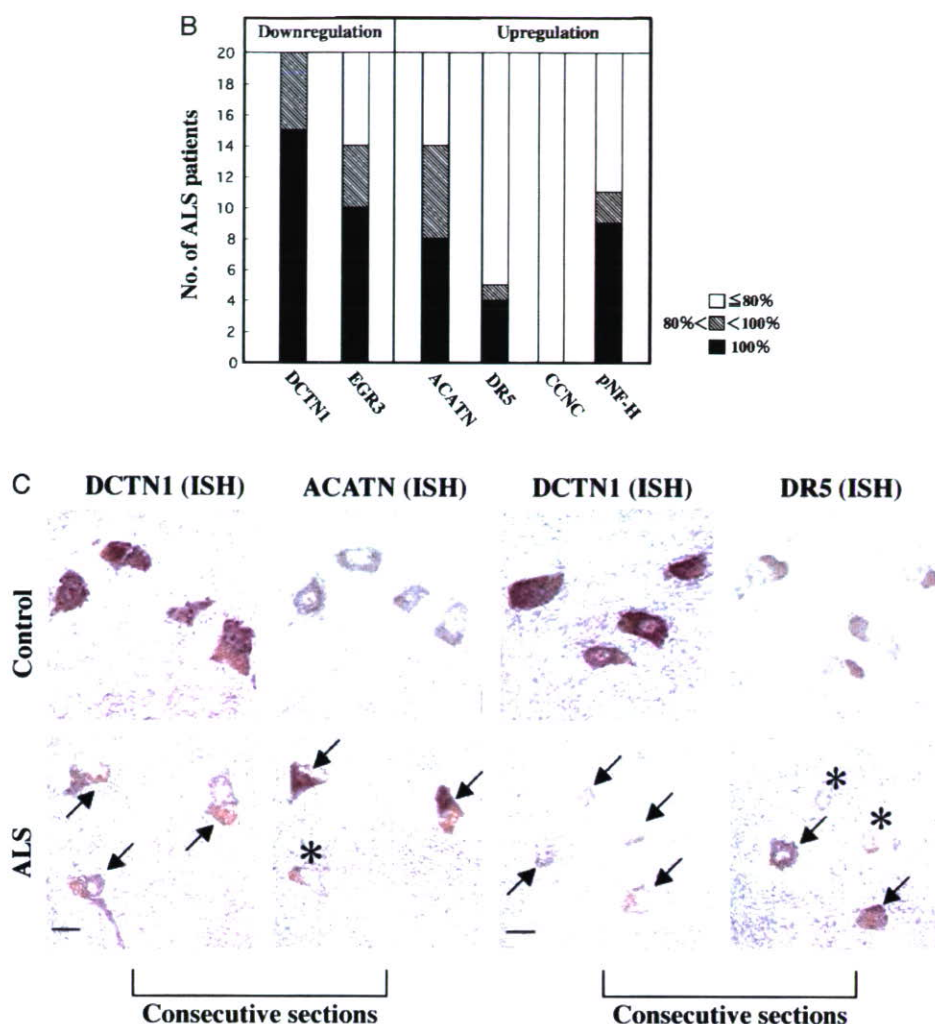 B
Downregulation Upregulation
No. of ALS patients
20
18
16
14
12
10
8
6
4
2
0
DCTN1 EGR3 ACATN DR5 CCNC pNF-H
≤80%
80%< <100%
100%
C
DCTN1 (ISH) ACATN (ISH) DCTN1 (ISH) DR5 (ISH)
Control
ALS
* * *
Consecutive sections Consecutive sections